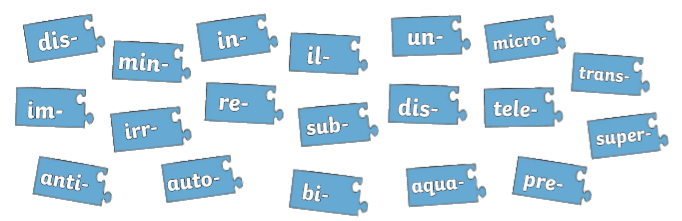 dis-
min-
in-
il-
un-
micro-
trans-
im-
irr-
re-
sub-
dis-
tele-
super-
anti-
auto-
bi-
aqua-
pre-